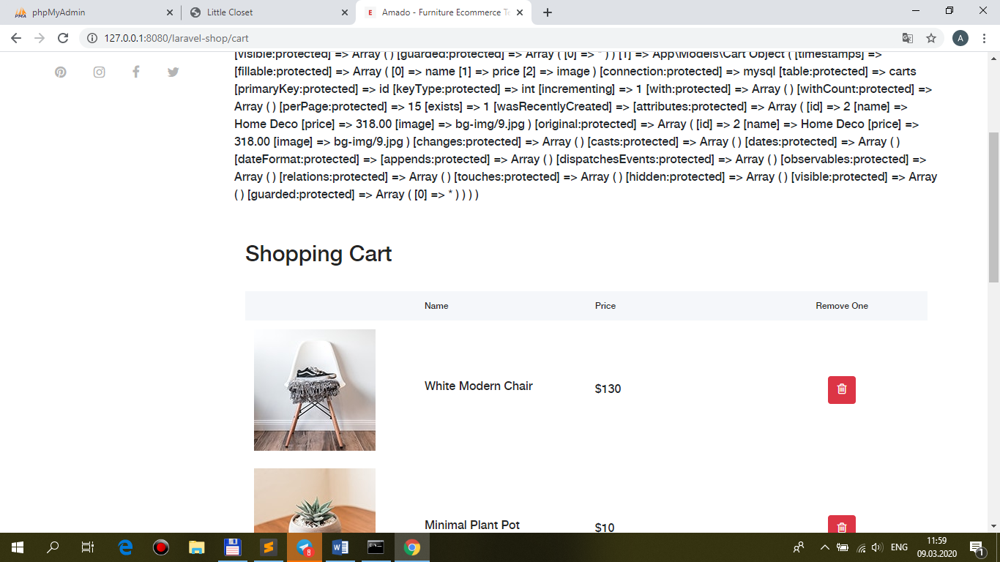 phpMyAdmin
Little Closet
Amado - Furniture Ecommerce Te
127.0.0.1:8080/laravel-shop/cart
A
[visible:protected] => Array ( ) [guarded:protected] => Array ( [0] => * ) ) [1] => App\Models\Cart Object ( [timestamps] =>
[fillable:protected] => Array ( [0] => name [1] => price [2] => image ) [connection:protected] => mysql [table:protected] => carts
[primaryKey:protected] => id [keyType:protected] => int [incrementing] => 1 [with:protected] => Array ( ) [withCount:protected] =>
Array ( ) [perPage:protected] => 15 [exists] => 1 [wasRecentlyCreated] => [attributes:protected] => Array ( [id] => 2 [name] =>
Home Deco [price] => 318.00 [image] => bg-img/9.jpg ) [original:protected] => Array ( [id] => 2 [name] => Home Deco [price] =>
318.00 [image] => bg-img/9.jpg ) [changes:protected] => Array ( ) [casts:protected] => Array ( ) [dates:protected] => Array ( )
[dateFormat:protected] => [appends:protected] => Array ( ) [dispatchesEvents:protected] => Array ( ) [observables:protected] =>
Array ( ) [relations:protected] => Array ( ) [touches:protected] => Array ( ) [hidden:protected] => Array ( ) [visible:protected] => Array
( ) [guarded:protected] => Array ( [0] => * ) ) ) )
Shopping Cart
Name Price Remove One
White Modern Chair $130
Minimal Plant Pot $10
8
ENG
11:59
09.03.2020
1